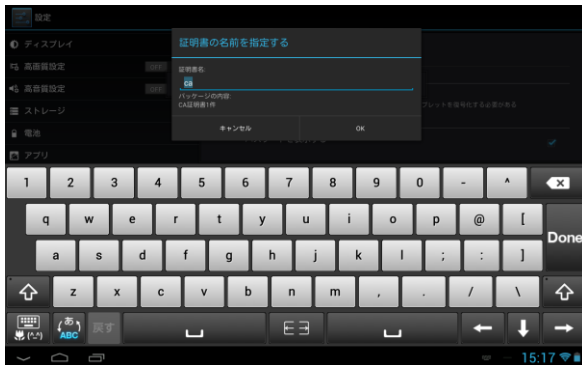 設定
証明書の名前を指定する
ディスプレイ
高画質設定 OFF
証明書名:
ca
高音質設定 OFF
パッケージの内容:
CA証明書1件
ストレージ
電池
キャンセル OK
アプリ
1 2 3 4 5 6 7 8 9 0 - ^
q w e r t y u i o p @ [
Done
a s d f g h j k l ; : ]
z x c v b n m , . / \
(^_^) あ ABC 戻す
15:17